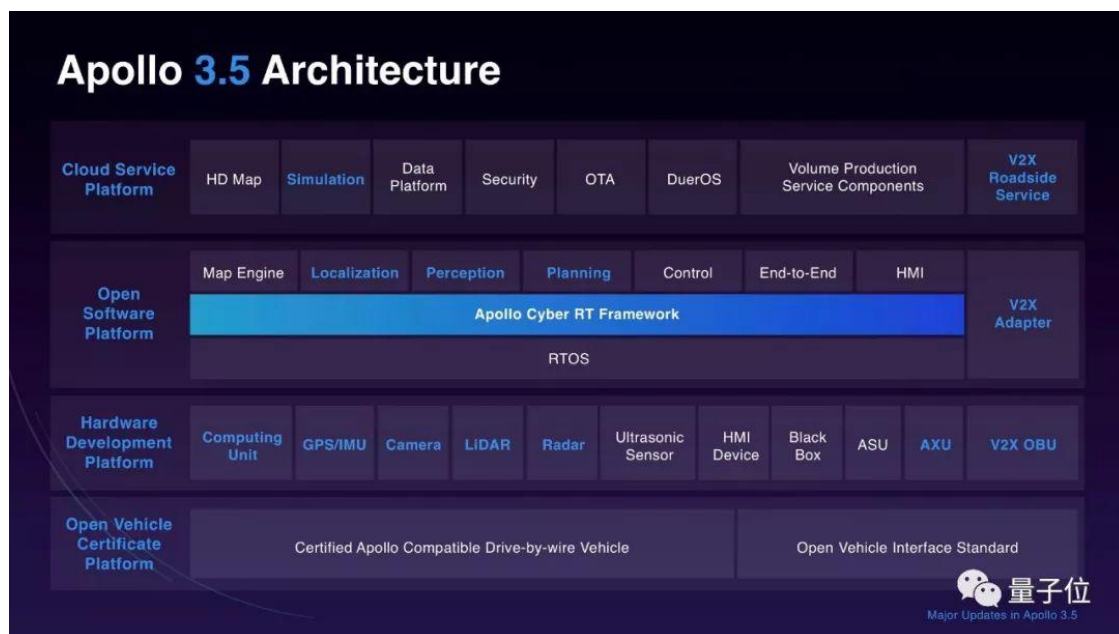 Apollo 3.5 Architecture
Cloud Service
Platform
HD Map
Simulation
Data
Platform
Security
OTA
DuerOS
Volume Production
Service Components
V2X
Roadside
Service
Open
Software
Platform
Map Engine
Localization
Perception
Planning
Control
End-to-End
HMI
Apollo Cyber RT Framework
RTOS
V2X
Adapter
Hardware
Development
Platform
Computing
Unit
GPS/IMU
Camera
LiDAR
Radar
Ultrasonic
Sensor
HMI
Device
Black
Box
ASU
AXU
V2X OBU
Open Vehicle
Certificate
Platform
Certified Apollo Compatible Drive-by-wire Vehicle
Open Vehicle Interface Standard
量子位
Major Updates in Apollo 3.5